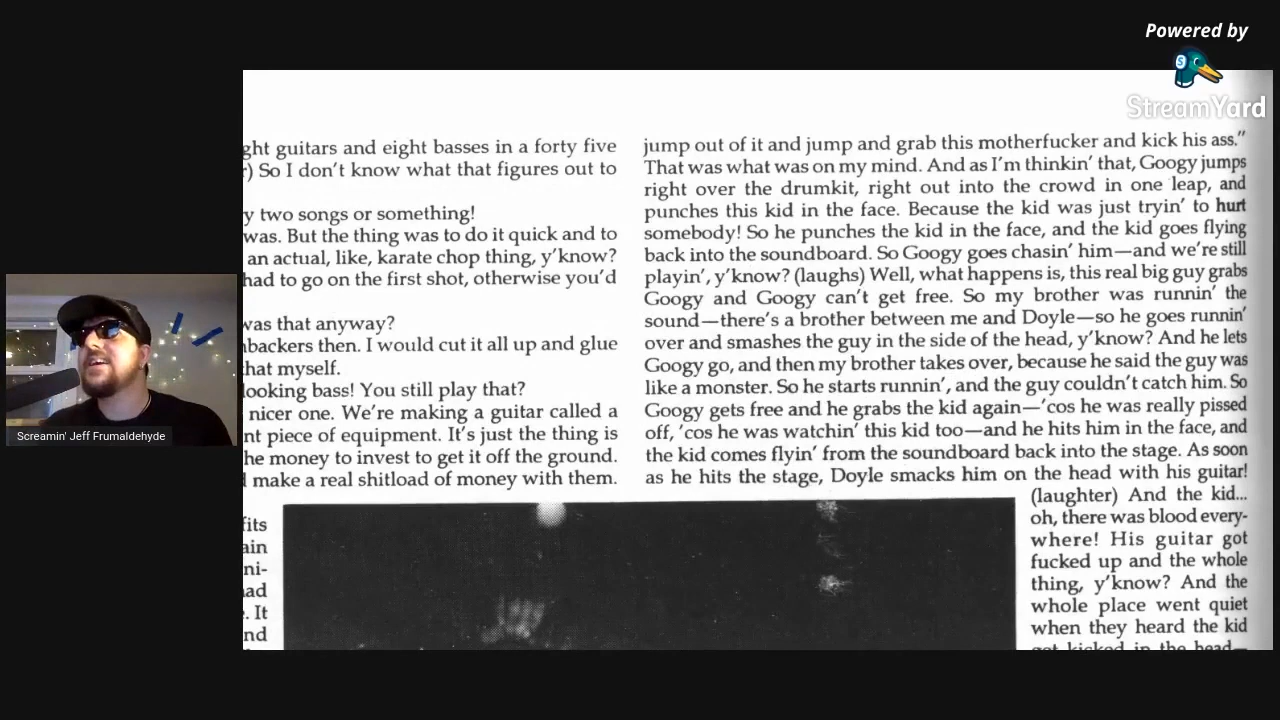 Powered by
StreamYard
ght guitars and eight basses in a forty five
r) So I don't know what that figures out to
y two songs or something!
was. But the thing was to do it quick and to
an actual, like, karate chop thing, y'know?
had to go on the first shot, otherwise you'd
was that anyway?
nbackers then. I would cut it all up and glue
that myself.
looking bass! You still play that?
nicer one. We're making a guitar called a
nt piece of equipment. It's just the thing is
he money to invest to get it off the ground.
make a real shitload of money with them.
fits
ain
ni-
ad
. It
nd
jump out of it and jump and grab this motherfucker and kick his ass."
That was what was on my mind. And as I'm thinkin' that, Googy jumps
right over the drumkit, right out into the crowd in one leap, and
punches this kid in the face. Because the kid was just tryin' to hurt
somebody! So he punches the kid in the face, and the kid goes flying
back into the soundboard. So Googy goes chasin' him—and we're still
playin', y'know? (laughs) Well, what happens is, this real big guy grabs
Googy and Googy can't get free. So my brother was runnin' the
sound—there's a brother between me and Doyle—so he goes runnin'
over and smashes the guy in the side of the head, y'know? And he lets
Googy go, and then my brother takes over, because he said the guy was
like a monster. So he starts runnin', and the guy couldn't catch him. So
Googy gets free and he grabs the kid again—'cos he was really pissed
off, 'cos he was watchin' this kid too—and he hits him in the face, and
the kid comes flyin' from the soundboard back into the stage. As soon
as he hits the stage, Doyle smacks him on the head with his guitar!
(laughter) And the kid...
oh, there was blood every-
where! His guitar got
fucked up and the whole
thing, y'know? And the
whole place went quiet
when they heard the kid
got kicked in the head—
Screamin' Jeff Frumaldehyde